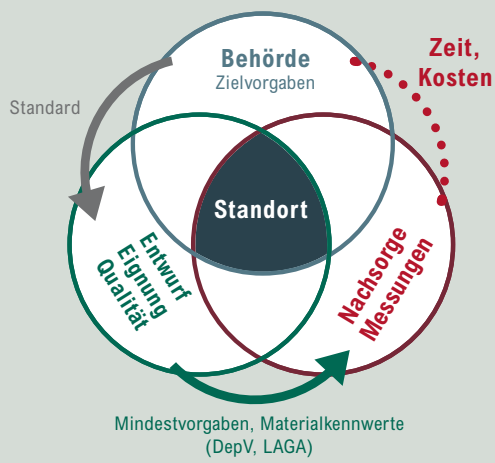 Behörde
Zielvorgaben
Zeit,
Kosten
Standard
Standort
Entwurf
Eignung
Qualität
Nachsorge
Messungen
Mindestvorgaben, Materialkennwerte
(DepV, LAGA)